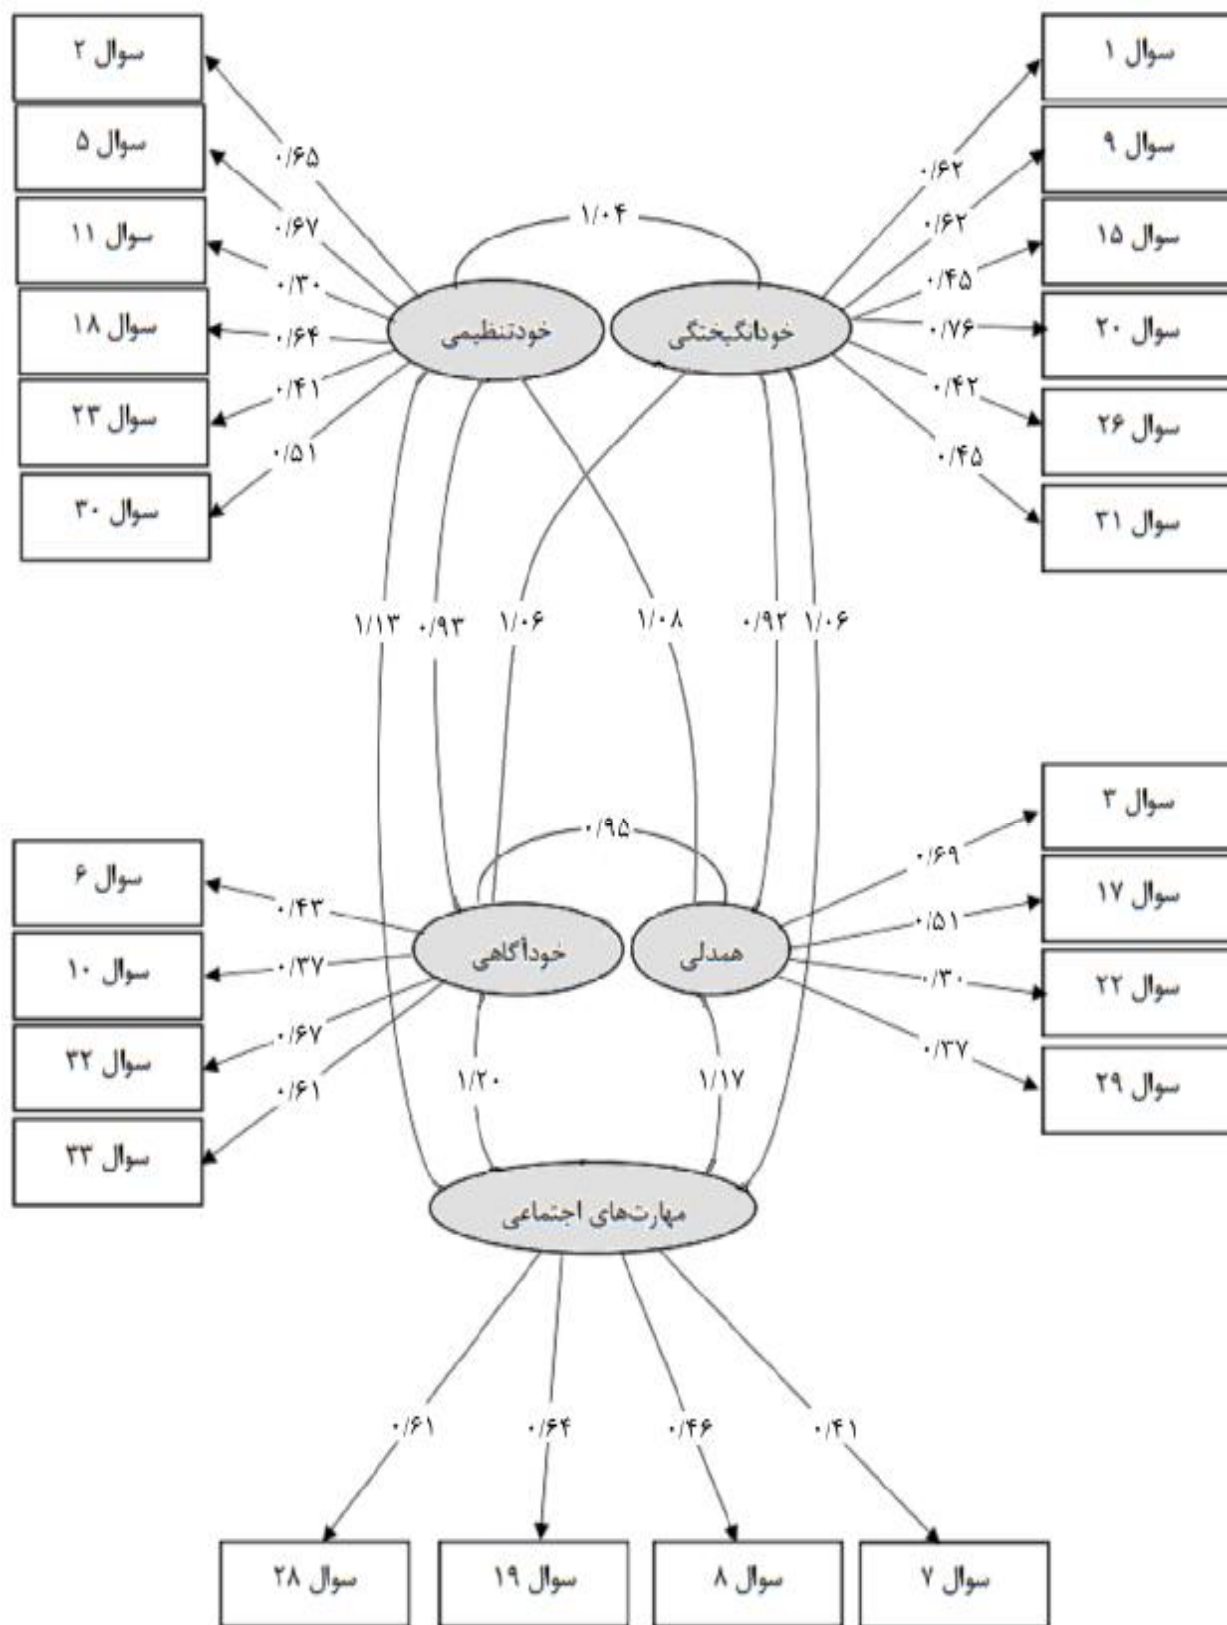 سوال ۱
سوال ۲
سوال ۹
سوال ۵
سوال ۱۵
سوال ۱۱
سوال ۲۰
سوال ۱۸
سوال ۲۶
سوال ۲۳
سوال ۳۱
سوال ۳۰
۰/۶۲
۰/۶۲
۰/۴۵
۰/۷۶
۰/۴۲
۰/۴۵
۰/۶۵
۰/۶۷
۰/۳۰
۰/۶۴
۰/۴۱
۰/۵۱
۱/۰۴
خودانگیختگی
خودتنظیمی
۱/۰۶
۰/۹۲
۱/۰۸
۱/۰۶
۰/۹۳
۱/۱۳
۰/۹۵
سوال ۳
سوال ۱۷
سوال ۲۲
سوال ۲۹
۰/۶۹
۰/۵۱
۰/۳۰
۰/۳۷
همدلی
خودآگاهی
۰/۴۳
۰/۳۷
۰/۶۷
۰/۶۱
سوال ۶
سوال ۱۰
سوال ۳۲
سوال ۳۳
۱/۱۷
۱/۲۰
مهارت‌های اجتماعی
۰/۴۱
۰/۴۶
۰/۶۴
۰/۶۱
سوال ۷
سوال ۸
سوال ۱۹
سوال ۲۸